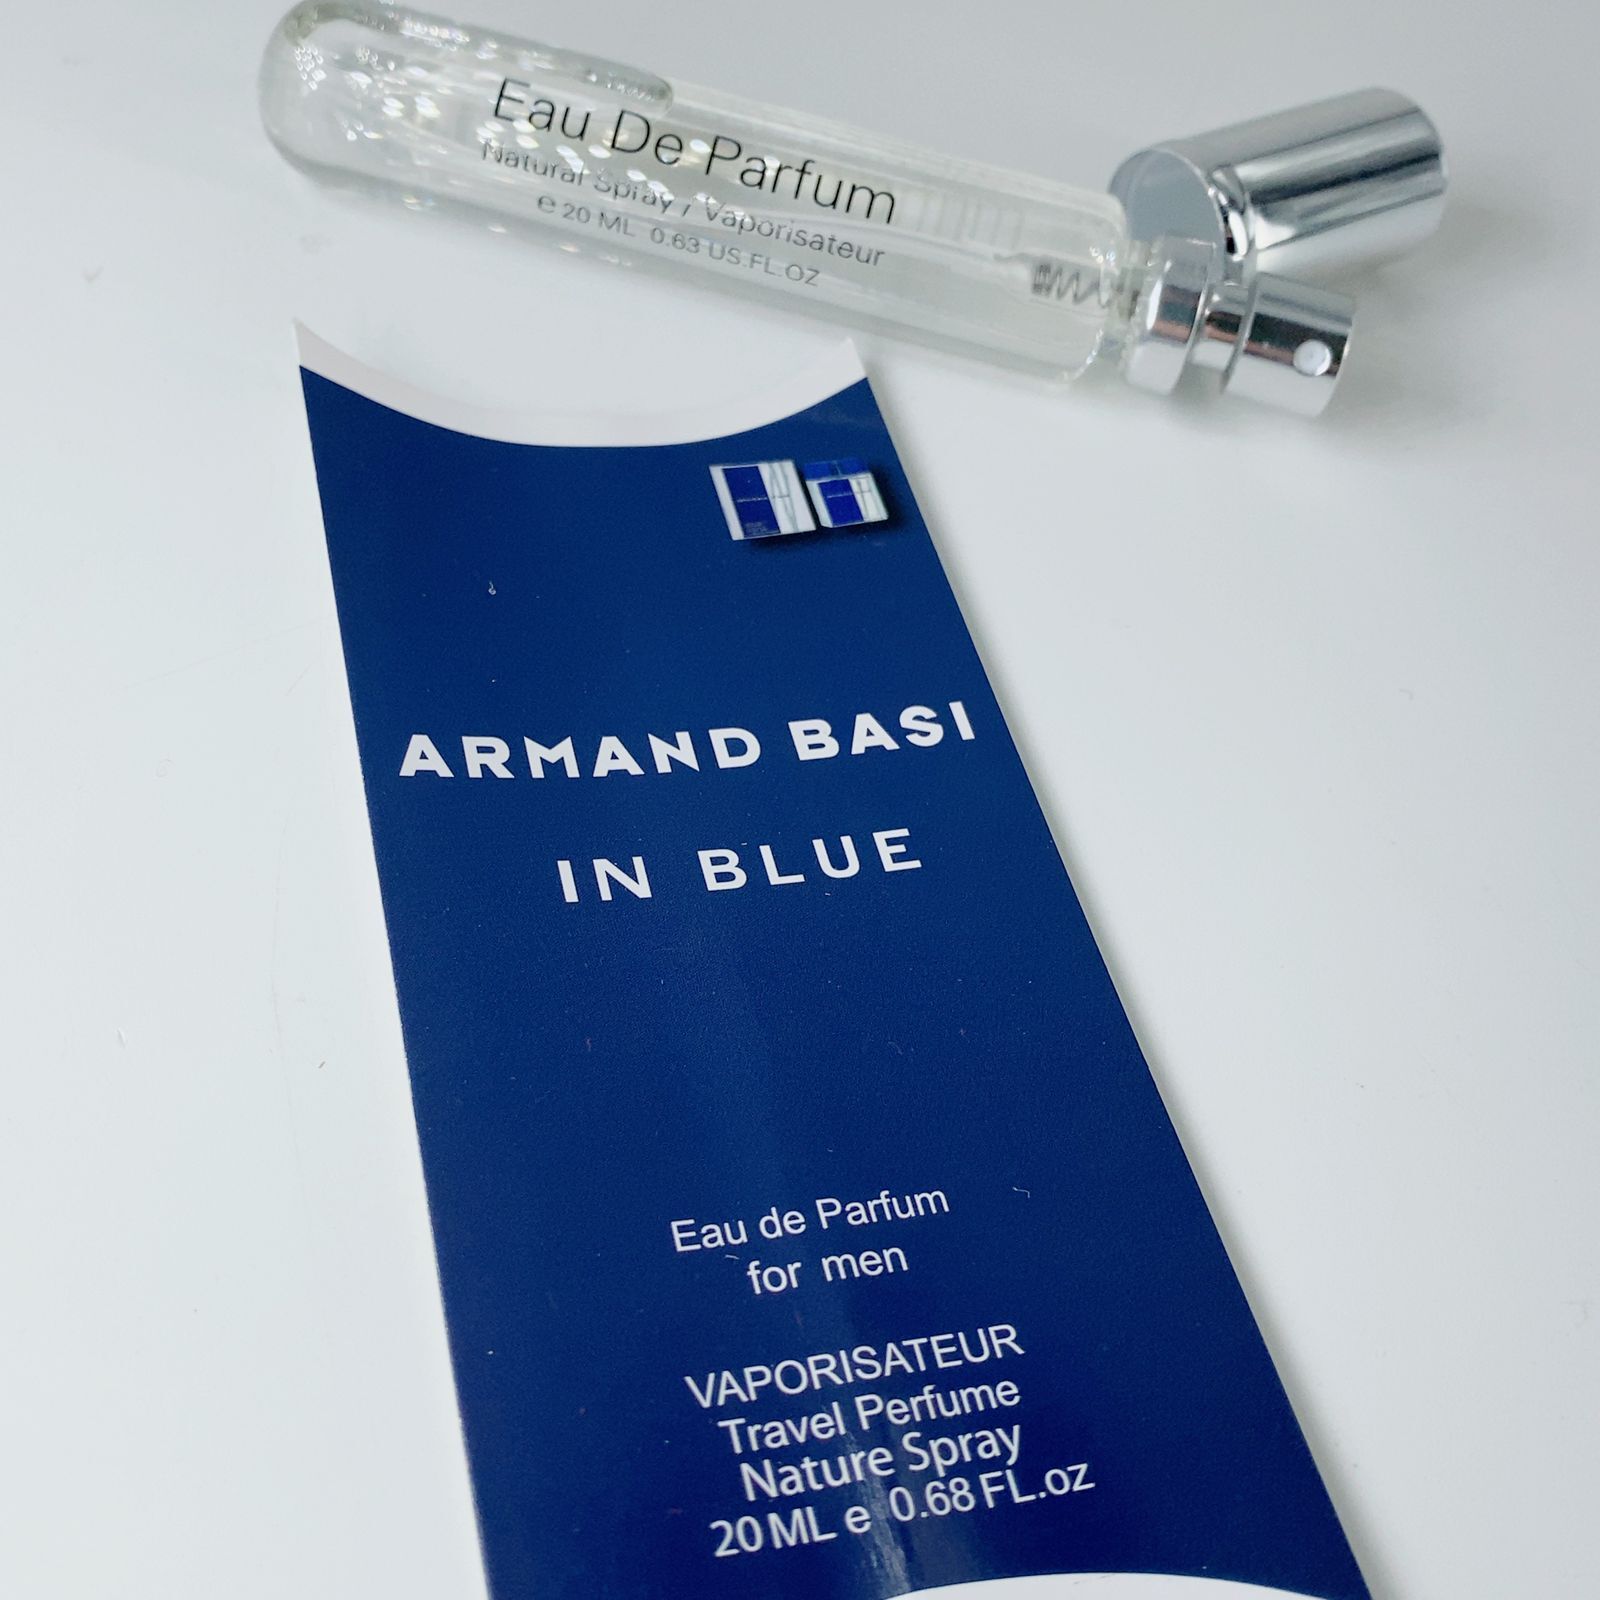 Eau De Parfum
Natural Spray / Vaporisateur
e 20 ML 0.63 US.FL.OZ
ARMAND BASI
IN BLUE
Eau de Parfum
for men
VAPORISATEUR
Travel Perfume
Nature Spray
20 ML e 0.68 FL.oz